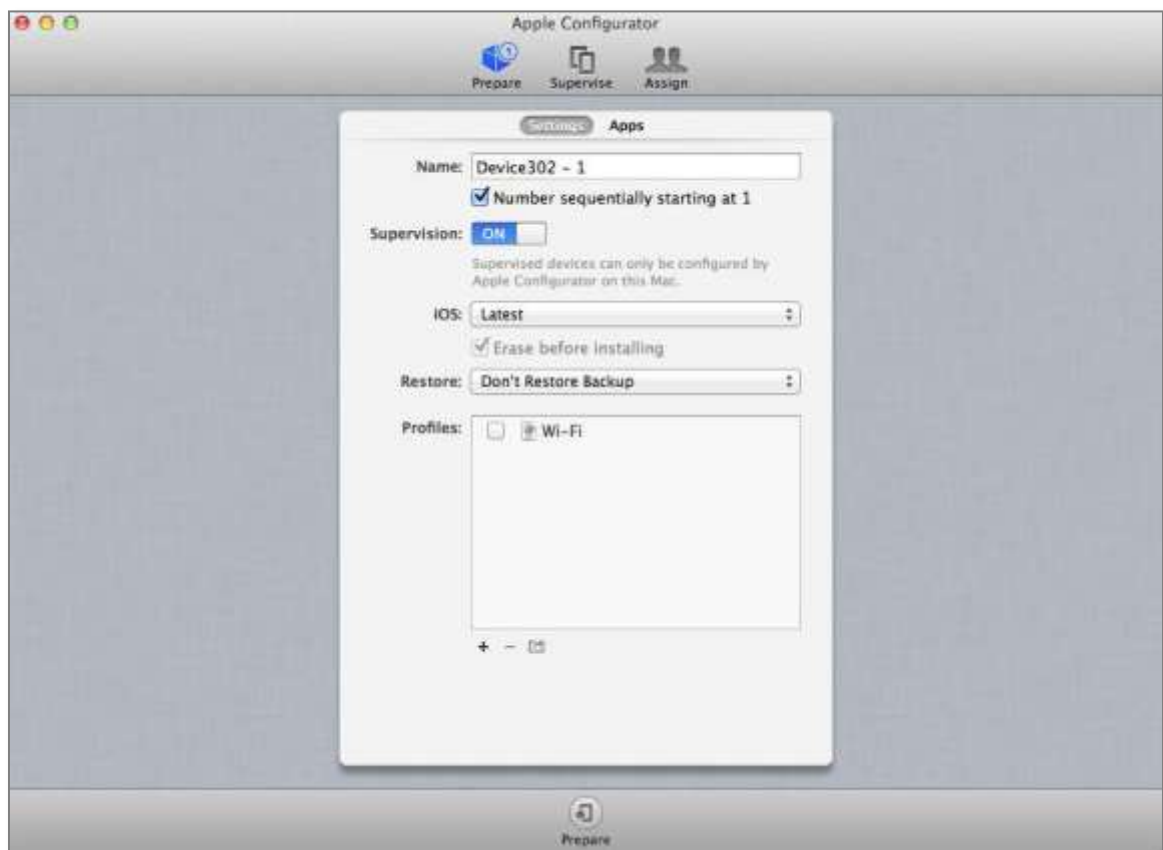 Apple Configurator
1
Prepare Supervise Assign
Settings Apps
Name: Device302 - 1
Number sequentially starting at 1
Supervision: ON
Supervised devices can only be configured by
Apple Configurator on this Mac.
iOS: Latest
Erase before installing
Restore: Don't Restore Backup
Profiles: Wi-Fi
Prepare